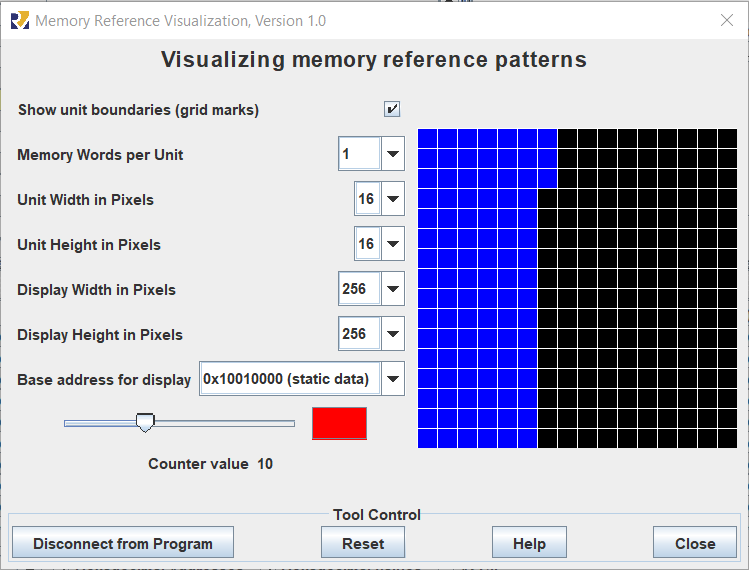 Memory Reference Visualization, Version 1.0
Visualizing memory reference patterns
Show unit boundaries (grid marks)
Memory Words per Unit 1
Unit Width in Pixels 16
Unit Height in Pixels 16
Display Width in Pixels 256
Display Height in Pixels 256
Base address for display 0x10010000 (static data)
Counter value 10
Tool Control
Disconnect from Program Reset Help Close